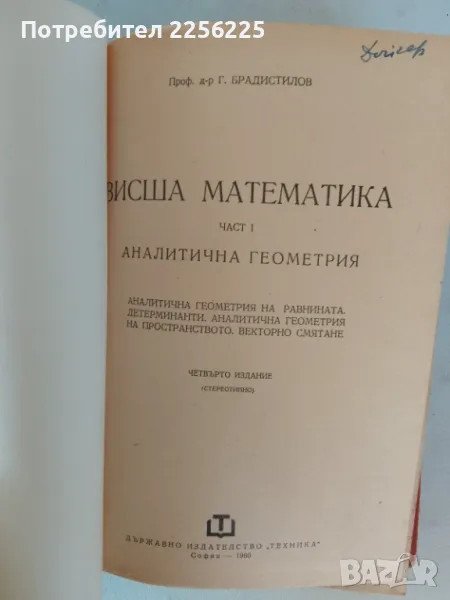 Потребител 2256225
Проф. д-р Г. БРАДИСТИЛОВ
ВИСША МАТЕМАТИКА
ЧАСТ I
АНАЛИТИЧНА ГЕОМЕТРИЯ
АНАЛИТИЧНА ГЕОМЕТРИЯ НА РАВНИНАТА.
ДЕТЕРМИНАНТИ. АНАЛИТИЧНА ГЕОМЕТРИЯ
НА ПРОСТРАНСТВОТО. ВЕКТОРНО СМЯТАНЕ
ЧЕТВЪРТО ИЗДАНИЕ
(СТЕРЕОТИПНО)
ДЪРЖАВНО ИЗДАТЕЛСТВО „ТЕХНИКА"
София — 1960
BAZAR